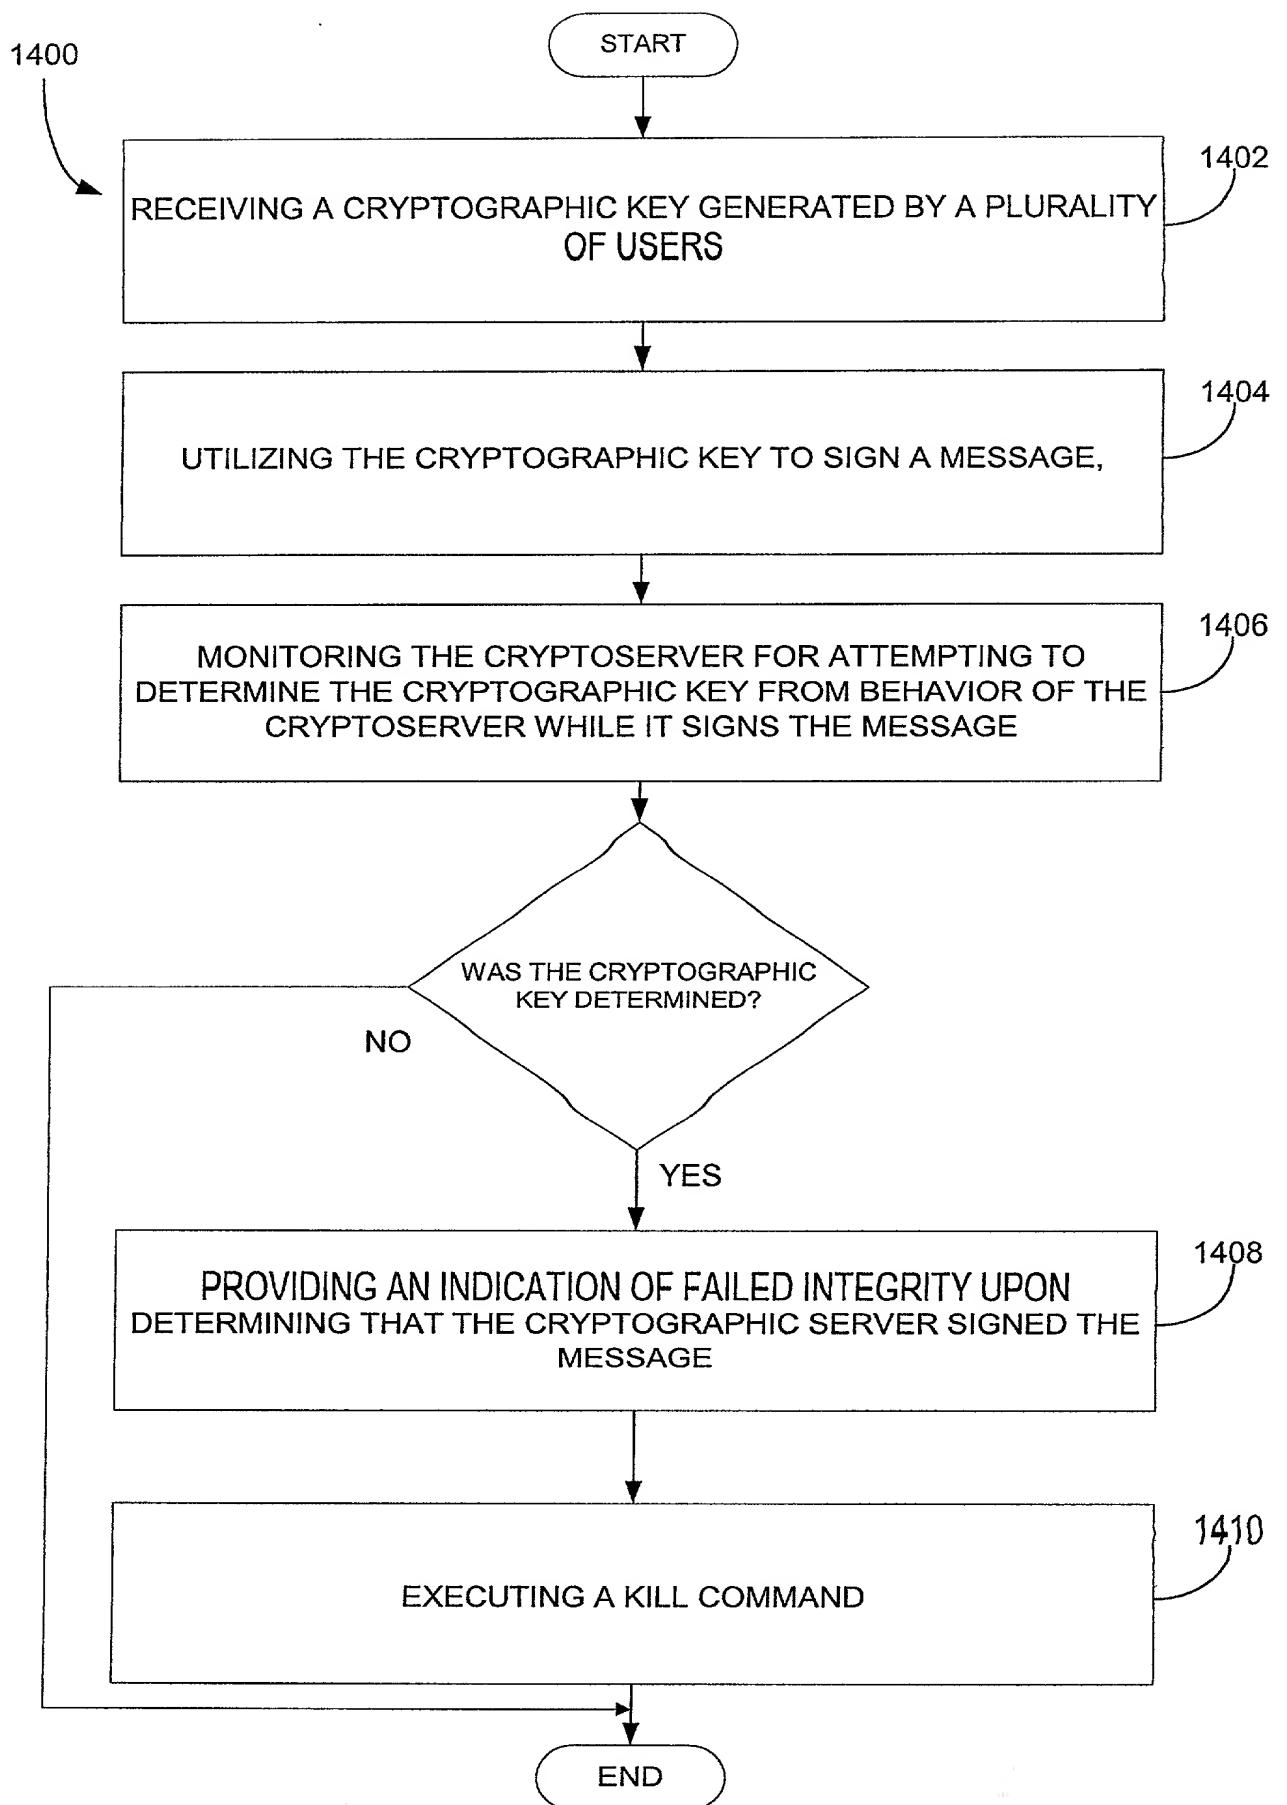 START
1400
1402
RECEIVING A CRYPTOGRAPHIC KEY GENERATED BY A PLURALITY
OF USERS
1404
UTILIZING THE CRYPTOGRAPHIC KEY TO SIGN A MESSAGE,
1406
MONITORING THE CRYPTOSERVER FOR ATTEMPTING TO
DETERMINE THE CRYPTOGRAPHIC KEY FROM BEHAVIOR OF THE
CRYPTOSERVER WHILE IT SIGNS THE MESSAGE
WAS THE CRYPTOGRAPHIC
KEY DETERMINED?
NO
YES
1408
PROVIDING AN INDICATION OF FAILED INTEGRITY UPON
DETERMINING THAT THE CRYPTOGRAPHIC SERVER SIGNED THE
MESSAGE
1410
EXECUTING A KILL COMMAND
END